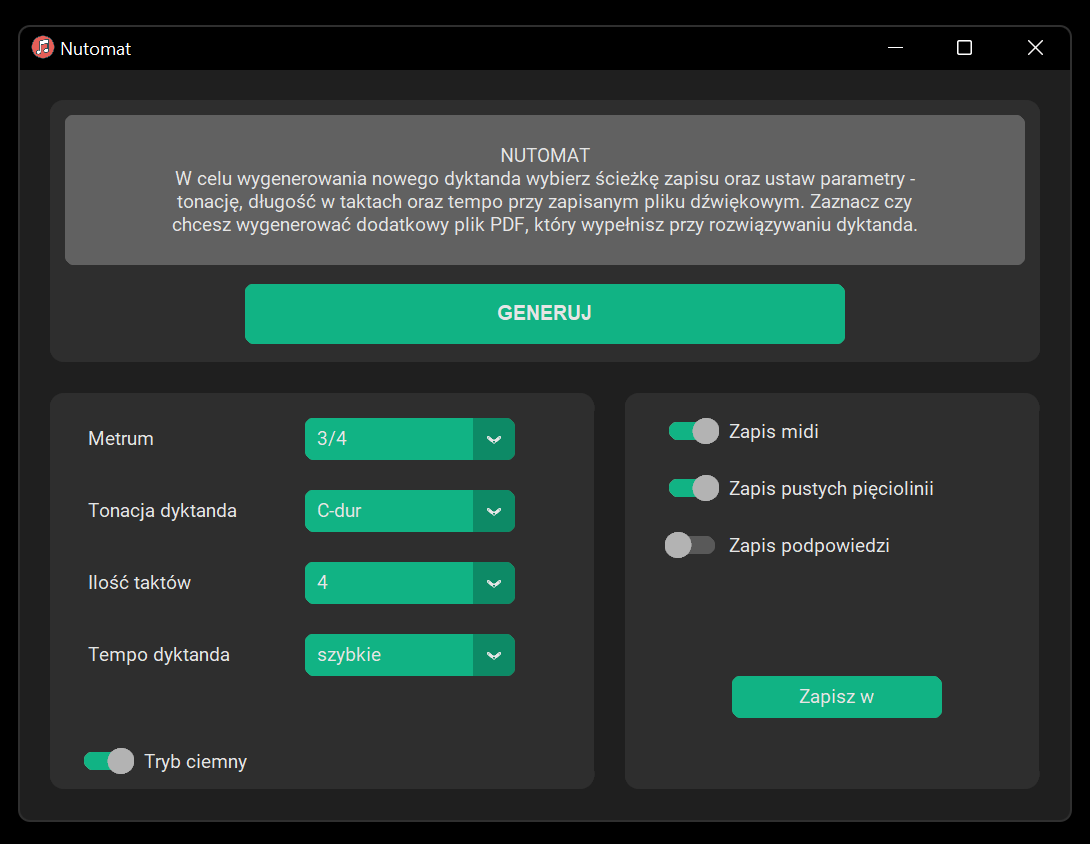 Nutomat
NUTOMAT
W celu wygenerowania nowego dyktanda wybierz ścieżkę zapisu oraz ustaw parametry -
tonację, długość w taktach oraz tempo przy zapisanym pliku dźwiękowym. Zaznacz czy
chcesz wygenerować dodatkowy plik PDF, który wypełnisz przy rozwiązywaniu dyktanda.
GENERUJ
Metrum
3/4
Tonacja dyktanda
C-dur
Ilość taktów
4
Tempo dyktanda
szybkie
Tryb ciemny
Zapis midi
Zapis pustych pięciolinii
Zapis podpowiedzi
Zapisz w